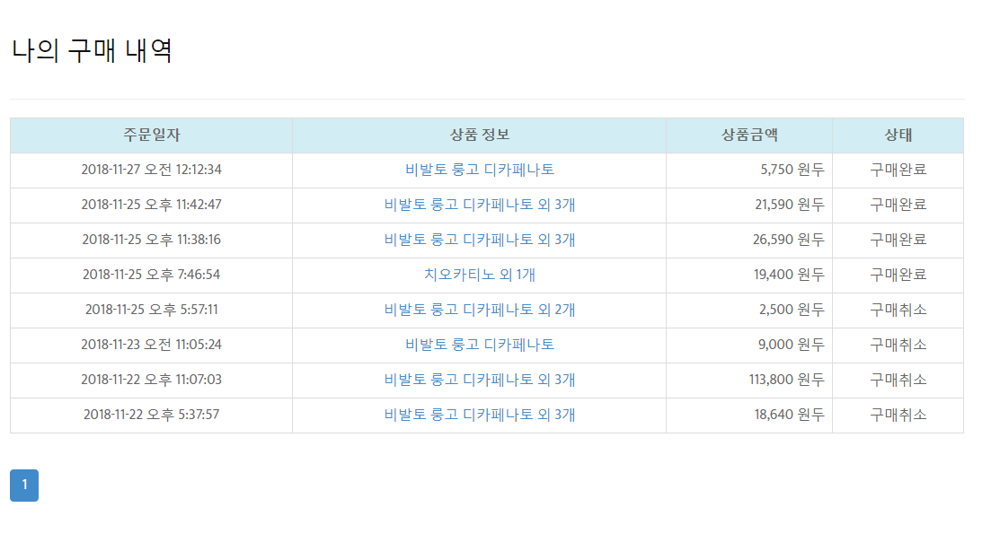 나의 구매 내역
주문일자 상품 정보 상품금액 상태
2018-11-27 오전 12:12:34 비발토 룽고 디카페나토 5,750 원두 구매완료
2018-11-25 오후 11:42:47 비발토 룽고 디카페나토 외 3개 21,590 원두 구매완료
2018-11-25 오후 11:38:16 비발토 룽고 디카페나토 외 3개 26,590 원두 구매완료
2018-11-25 오후 7:46:54 치오카티노 외 1개 19,400 원두 구매완료
2018-11-25 오후 5:57:11 비발토 룽고 디카페나토 외 2개 2,500 원두 구매취소
2018-11-23 오전 11:05:24 비발토 룽고 디카페나토 9,000 원두 구매취소
2018-11-22 오후 11:07:03 비발토 룽고 디카페나토 외 3개 113,800 원두 구매취소
2018-11-22 오후 5:37:57 비발토 룽고 디카페나토 외 3개 18,640 원두 구매취소
1